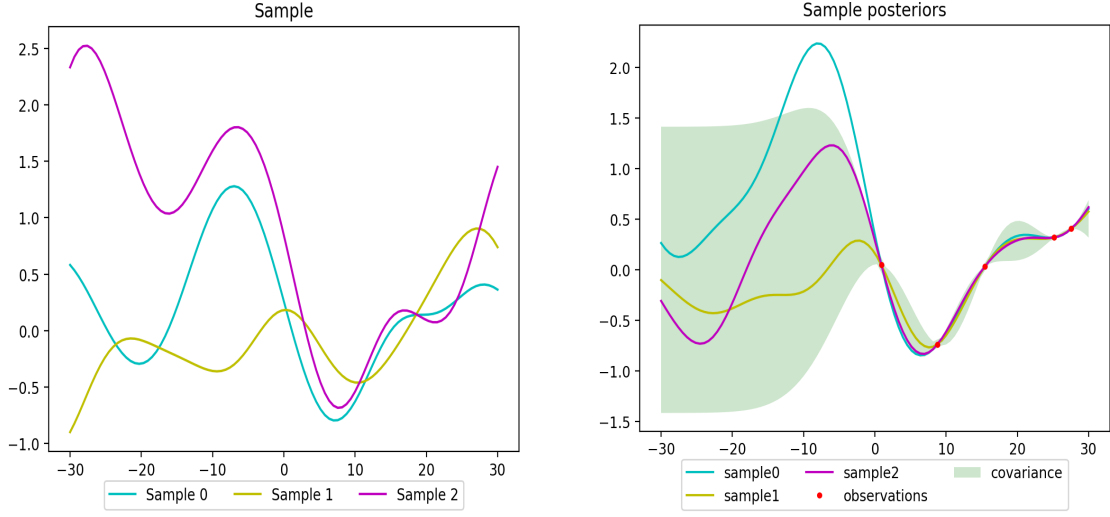 Sample
2.5
2.0
1.5
1.0
0.5
0.0
−0.5
−1.0
−30 −20 −10 0 10 20 30
Sample 0 Sample 1 Sample 2
Sample posteriors
2.0
1.5
1.0
0.5
0.0
−0.5
−1.0
−1.5
−30 −20 −10 0 10 20 30
sample0 sample2 covariance
sample1 observations